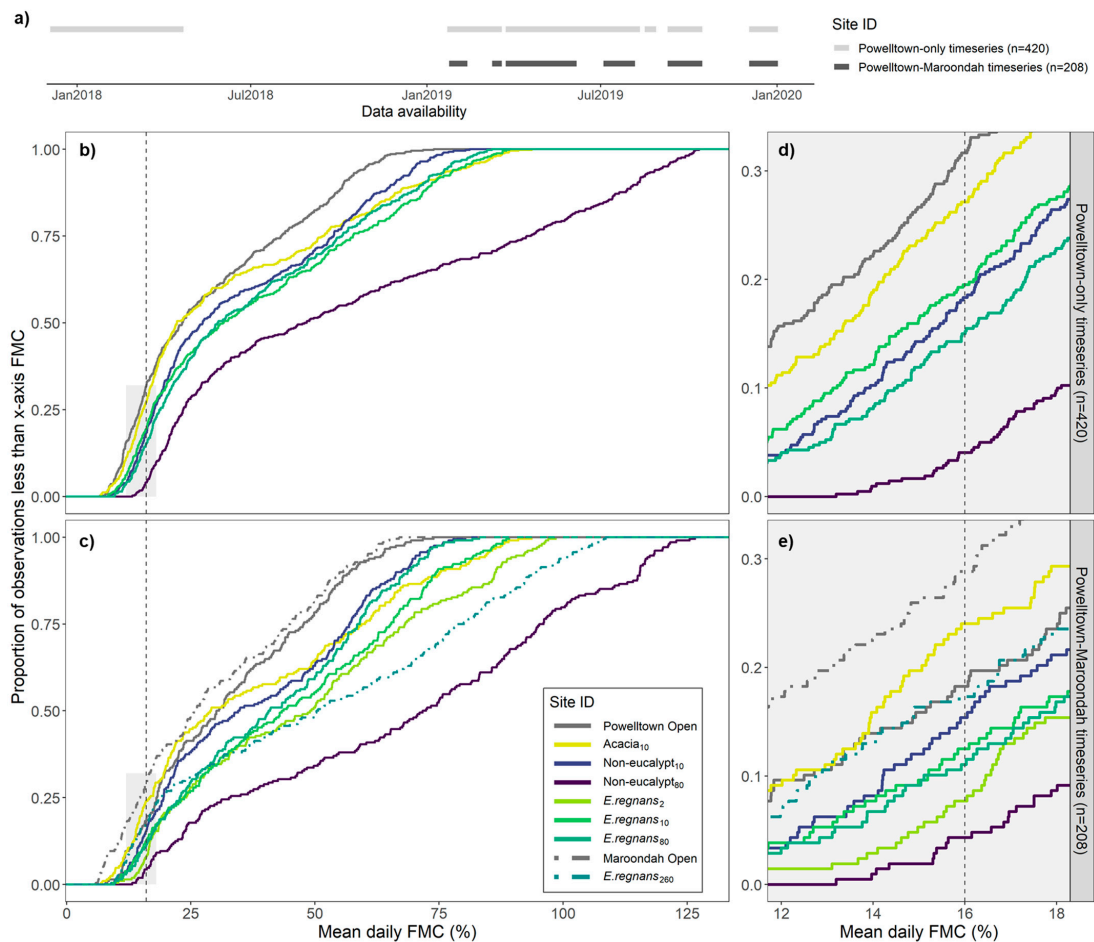 a)
Site ID
Powelltown-only timeseries (n=420)
Powelltown-Maroondah timeseries (n=208)
Jan2018
Jul2018
Jan2019
Jul2019
Jan2020
Data availability
Proportion of observations less than x-axis FMC
b)
1.00
0.75
0.50
0.25
0.00
d)
0.3
0.2
0.1
0.0
Powelltown-only timeseries (n=420)
c)
1.00
0.75
0.50
0.25
0.00
Site ID
Powelltown Open
Acacia10
Non-eucalypt10
Non-eucalypt80
E.regnans2
E.regnans10
E.regnans80
Maroondah Open
E.regnans260
0
25
50
75
100
125
Mean daily FMC (%)
e)
0.3
0.2
0.1
0.0
Powelltown-Maroondah timeseries (n=208)
12
14
16
18
Mean daily FMC (%)